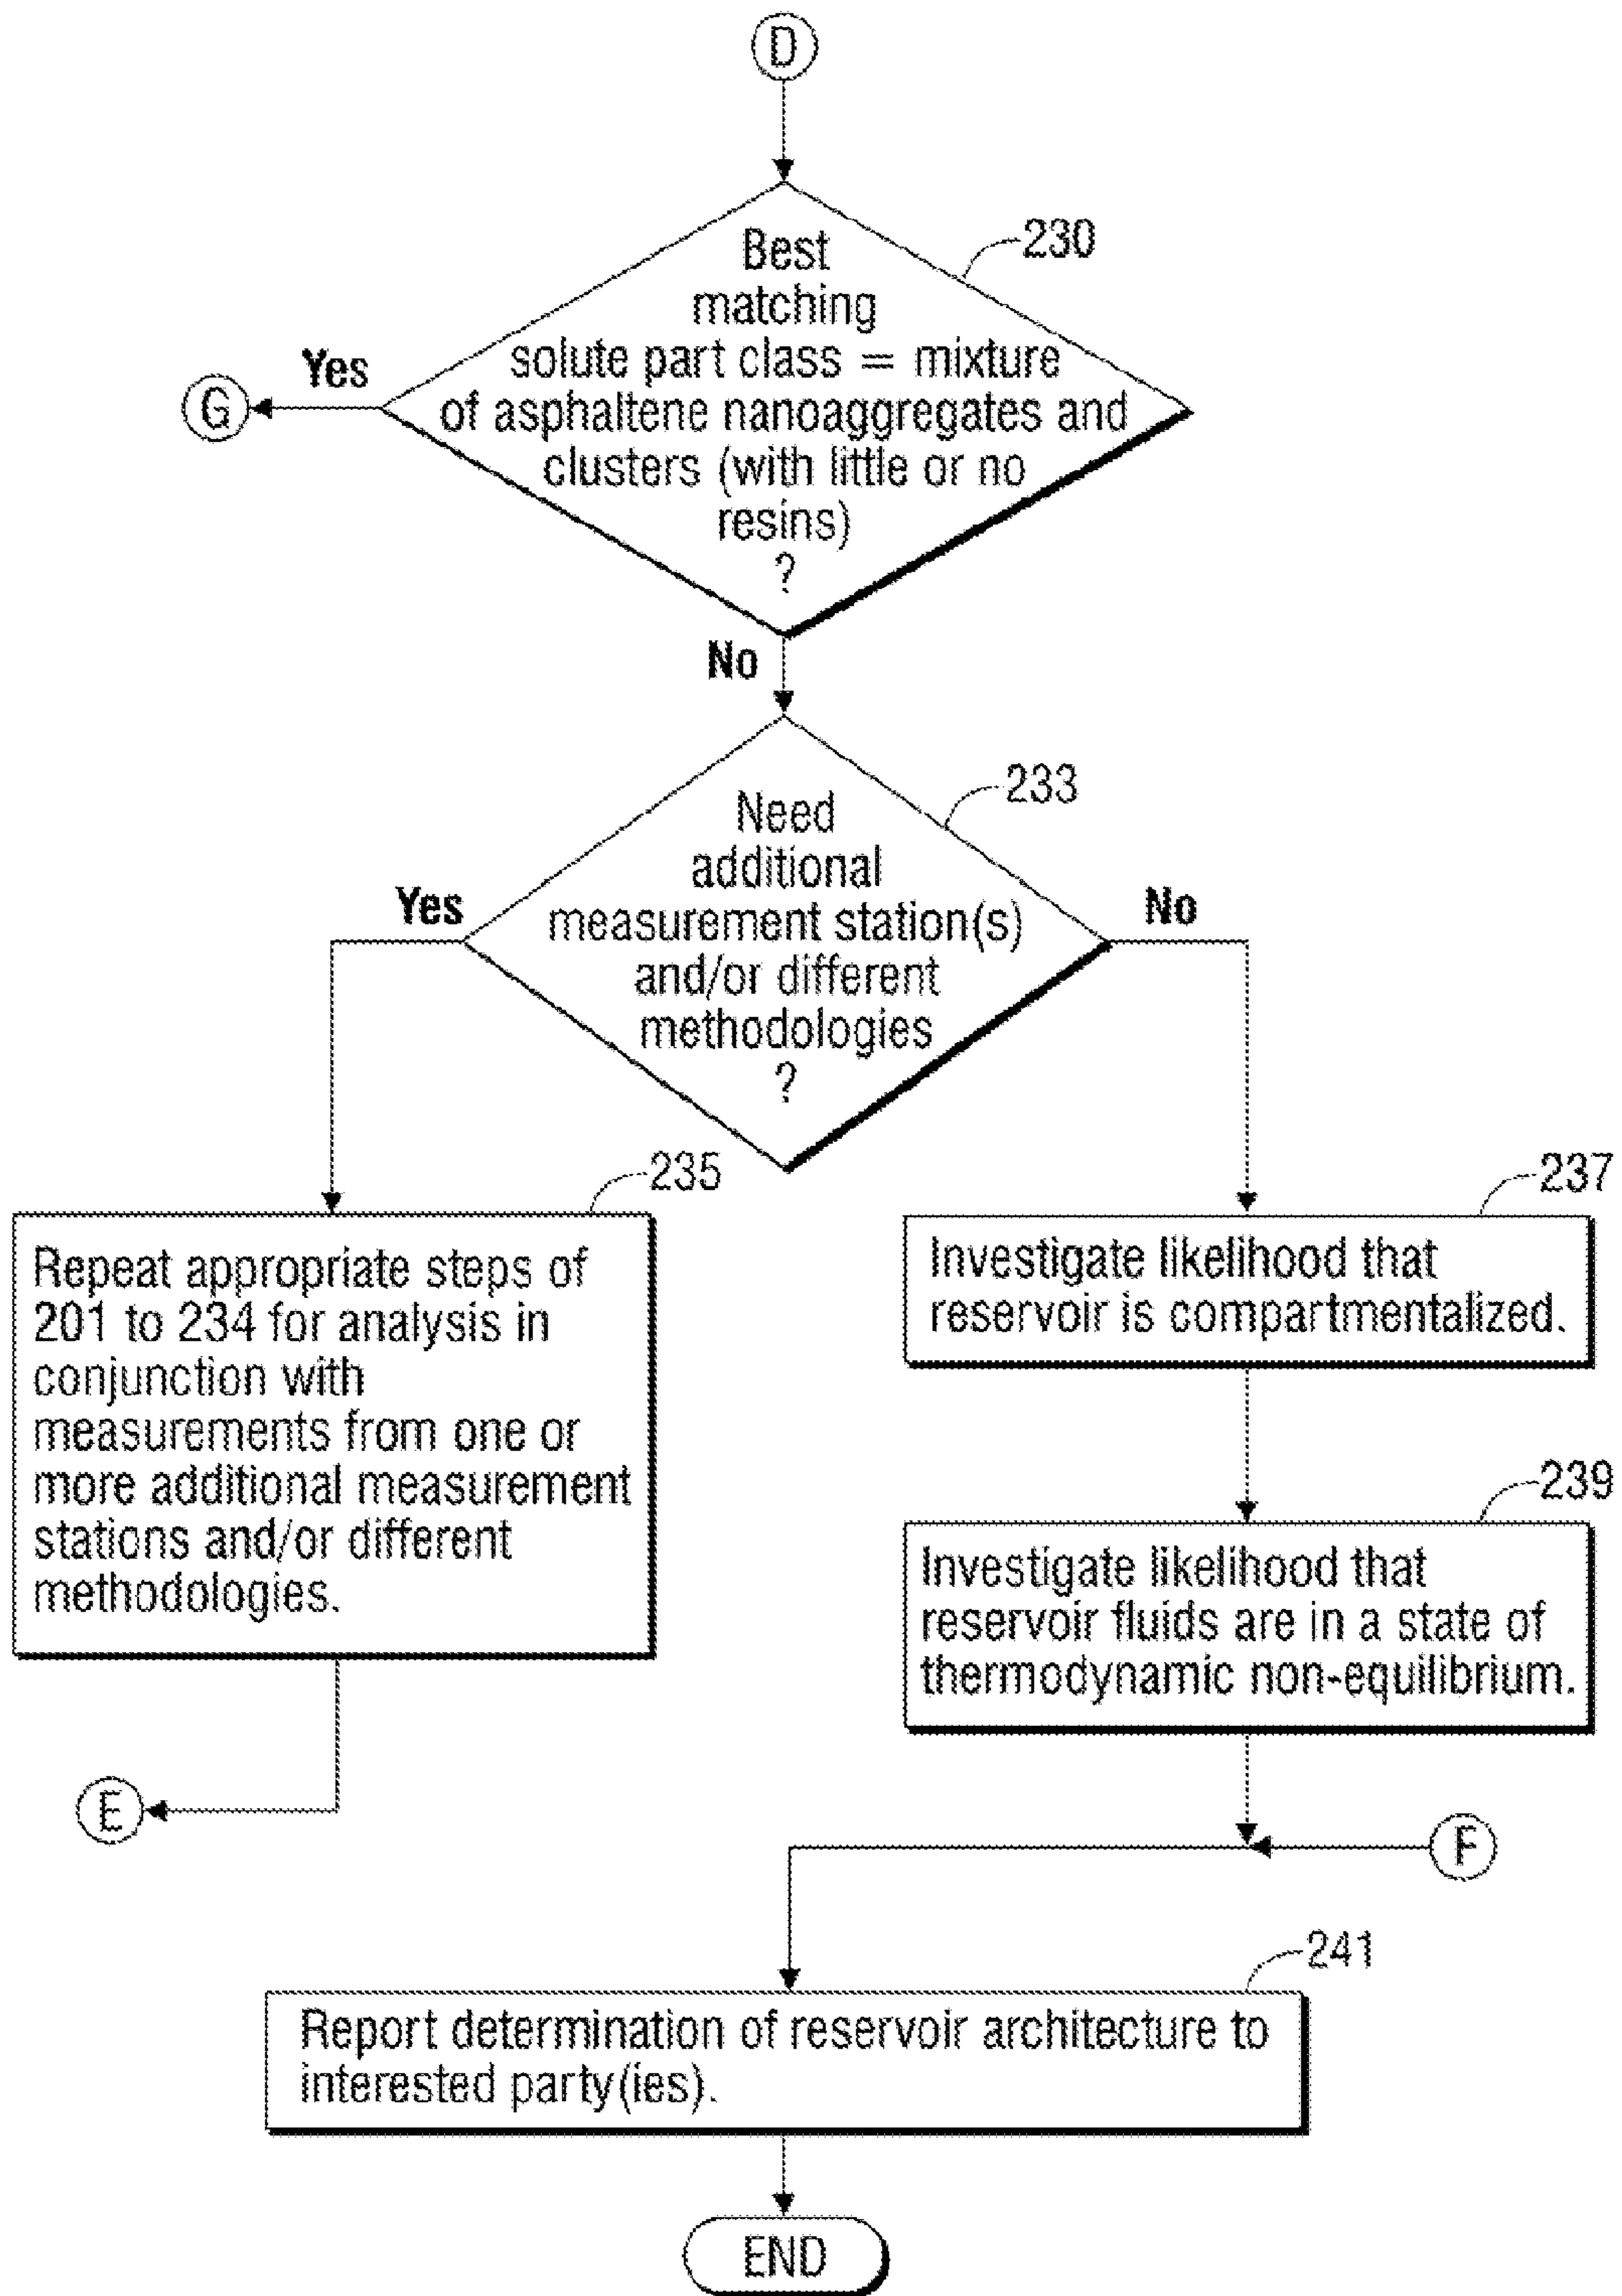 D
230
Best
matching
solute part class = mixture
of asphaltene nanoaggregates and
clusters (with little or no
resins)
?
Yes
G
No
233
Need
additional
measurement station(s)
and/or different
methodologies
?
Yes
No
235
Repeat appropriate steps of
201 to 234 for analysis in
conjunction with
measurements from one or
more additional measurement
stations and/or different
methodologies.
E
237
Investigate likelihood that
reservoir is compartmentalized.
239
Investigate likelihood that
reservoir fluids are in a state of
thermodynamic non-equilibrium.
F
241
Report determination of reservoir architecture to
interested party(ies).
END